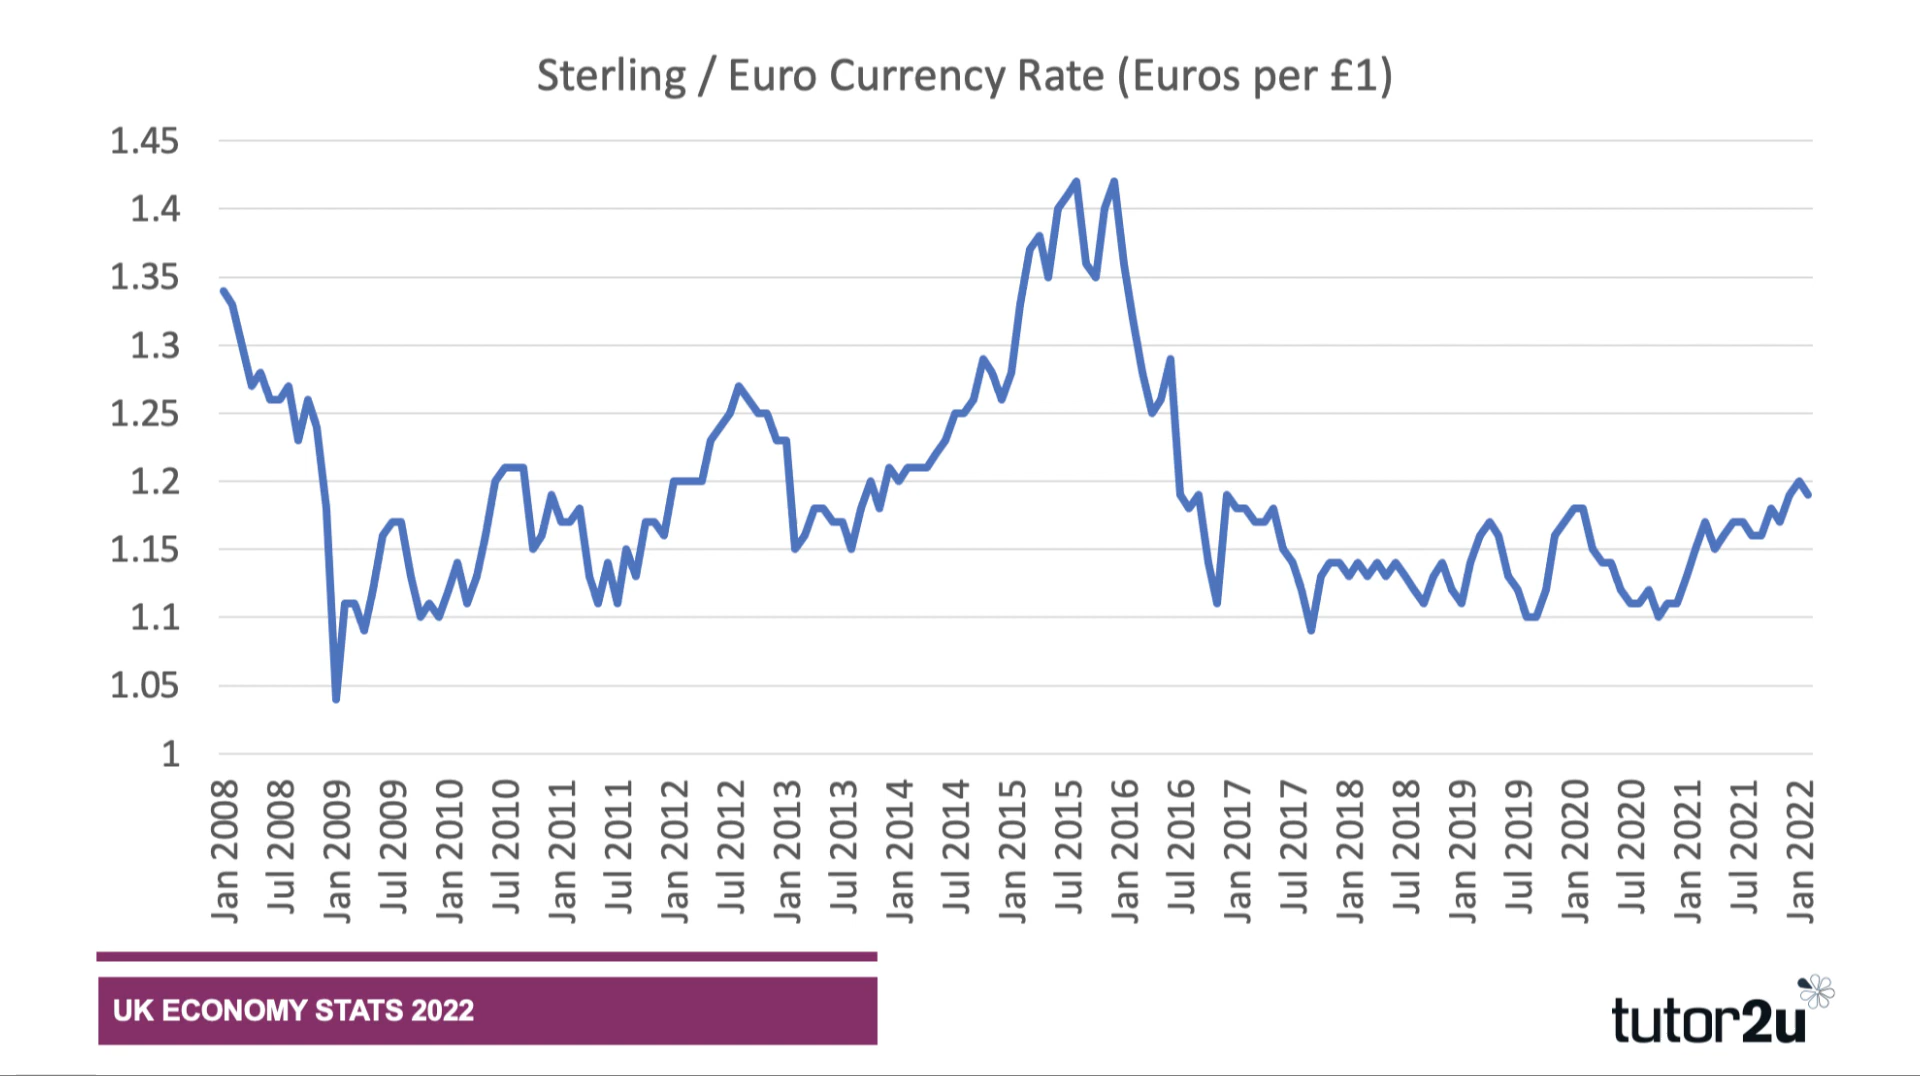 Sterling / Euro Currency Rate (Euros per £1)
1.45
1.4
1.35
1.3
1.25
1.2
1.15
1.1
1.05
1
Jan 2008
Jul 2008
Jan 2009
Jul 2009
Jan 2010
Jul 2010
Jan 2011
Jul 2011
Jan 2012
Jul 2012
Jan 2013
Jul 2013
Jan 2014
Jul 2014
Jan 2015
Jul 2015
Jan 2016
Jul 2016
Jan 2017
Jul 2017
Jan 2018
Jul 2018
Jan 2019
Jul 2019
Jan 2020
Jul 2020
Jan 2021
Jul 2021
Jan 2022
UK ECONOMY STATS 2022
tutor2u